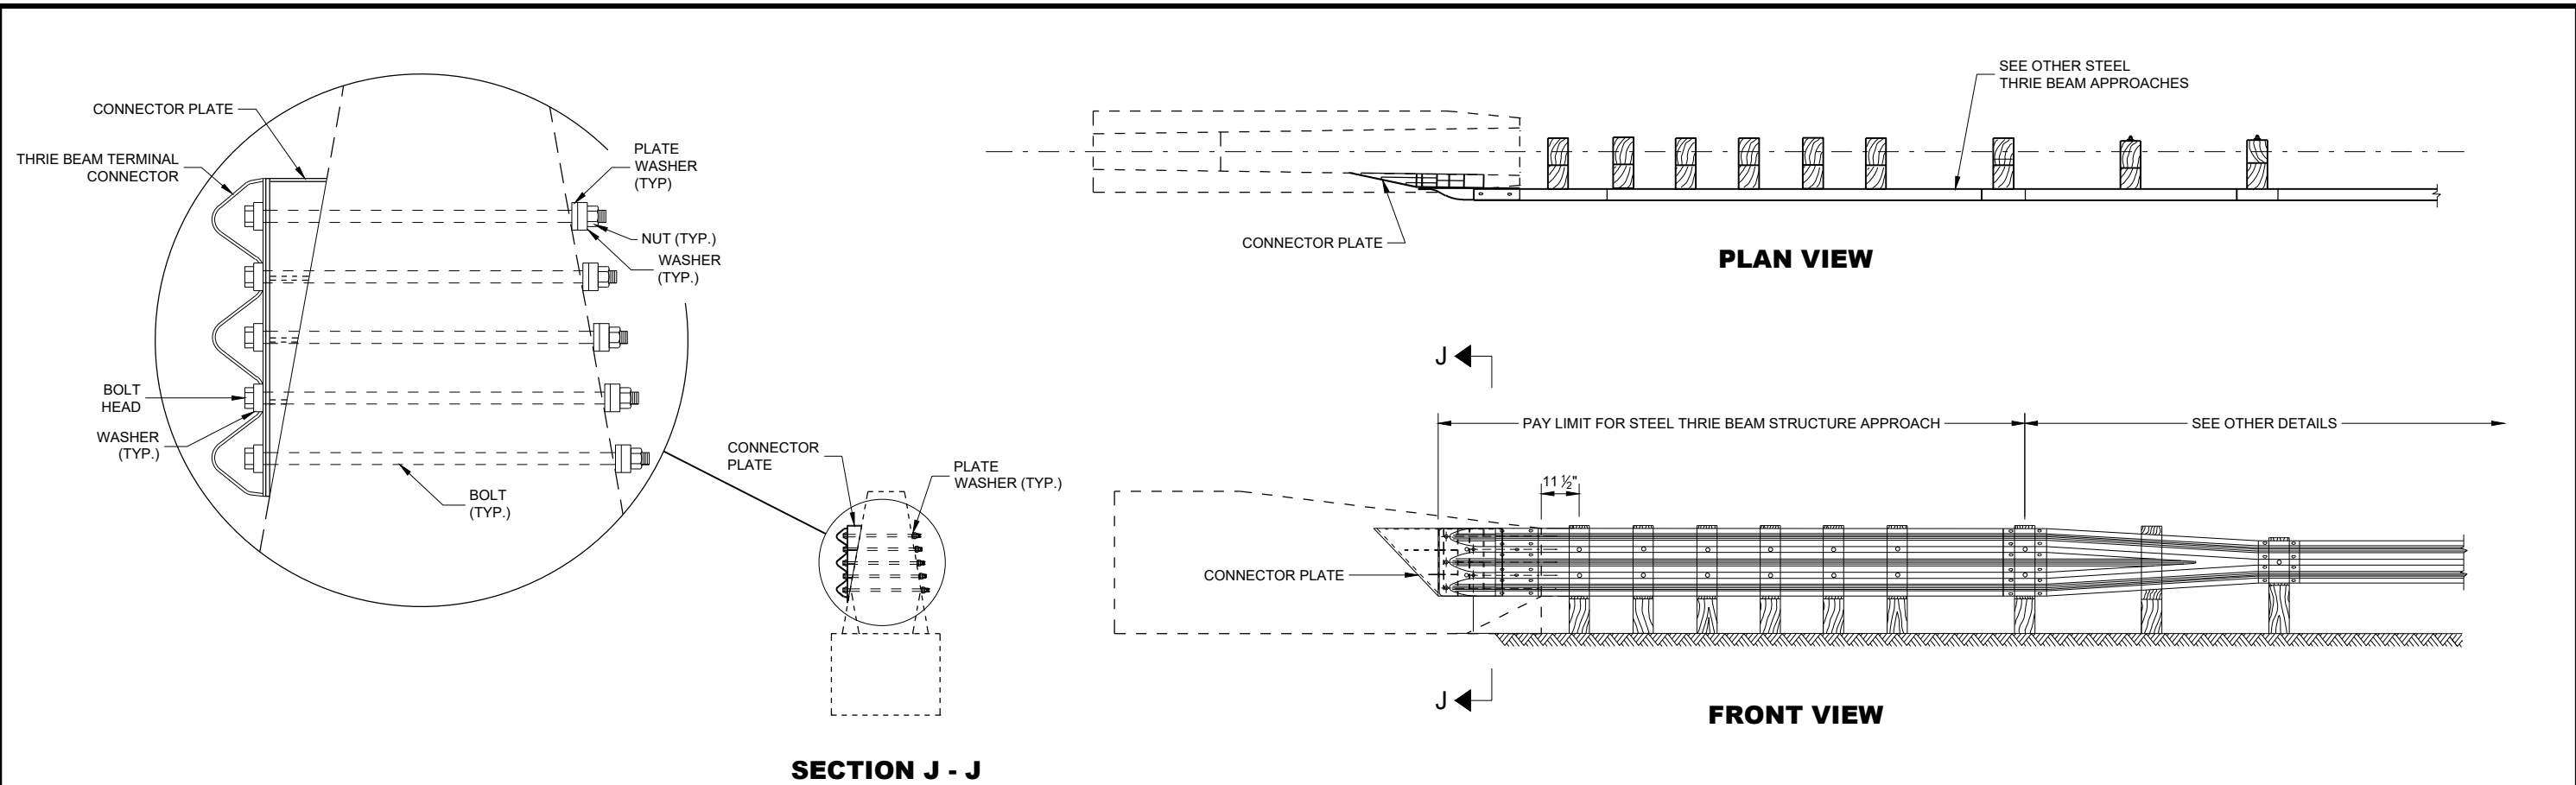 CONNECTOR PLATE
THRIE BEAM TERMINAL
CONNECTOR
PLATE
WASHER
(TYP)
NUT (TYP.)
WASHER
(TYP.)
BOLT
HEAD
WASHER
(TYP.)
BOLT
(TYP.)
CONNECTOR
PLATE
PLATE
WASHER (TYP.)
SECTION J - J
SEE OTHER STEEL
THRIE BEAM APPROACHES
CONNECTOR PLATE
PLAN VIEW
J
PAY LIMIT FOR STEEL THRIE BEAM STRUCTURE APPROACH
SEE OTHER DETAILS
11 ½"
CONNECTOR PLATE
J
FRONT VIEW